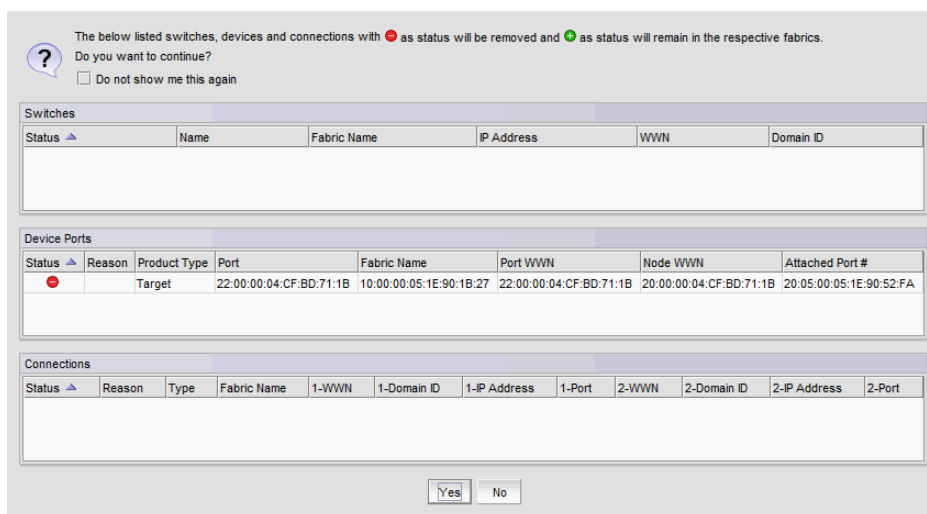 The below listed switches, devices and connections with as status will be removed and as status will remain in the respective fabrics.
Do you want to continue?
Do not show me this again
Switches
Status Name Fabric Name IP Address WWN Domain ID
Device Ports
Status Reason Product Type Port Fabric Name Port WWN Node WWN Attached Port #
Target 22:00:00:04:CF:BD:71:1B 10:00:00:05:1E:90:1B:27 22:00:00:04:CF:BD:71:1B 20:00:00:04:CF:BD:71:1B 20:05:00:05:1E:90:52:FA
Connections
Status Reason Type Fabric Name 1-WWN 1-Domain ID 1-IP Address 1-Port 2-WWN 2-Domain ID 2-IP Address 2-Port
Yes No